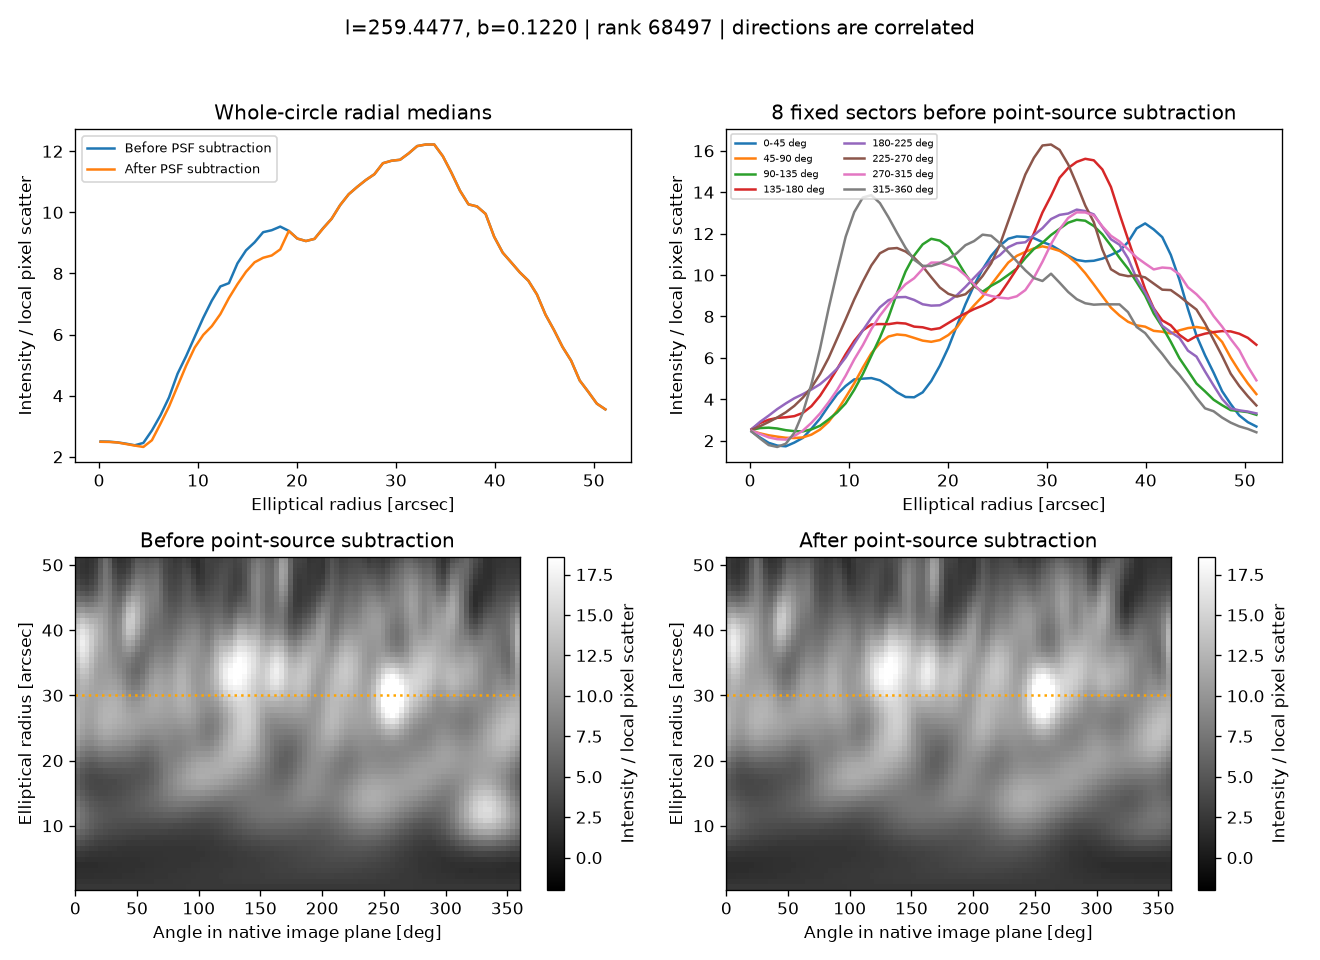 l=259.4477, b=0.1220 | rank 68497 | directions are correlated
Whole-circle radial medians
Before PSF subtraction
After PSF subtraction
12
10
8
6
4
2
Intensity / local pixel scatter
0 10 20 30 40 50
Elliptical radius [arcsec]
8 fixed sectors before point-source subtraction
0-45 deg
45-90 deg
90-135 deg
135-180 deg
180-225 deg
225-270 deg
270-315 deg
315-360 deg
16
14
12
10
8
6
4
2
Intensity / local pixel scatter
0 10 20 30 40 50
Elliptical radius [arcsec]
Before point-source subtraction
50
40
30
20
10
Elliptical radius [arcsec]
0 50 100 150 200 250 300 350
Angle in native image plane [deg]
17.5
15.0
12.5
10.0
7.5
5.0
2.5
0.0
Intensity / local pixel scatter
After point-source subtraction
50
40
30
20
10
Elliptical radius [arcsec]
0 50 100 150 200 250 300 350
Angle in native image plane [deg]
17.5
15.0
12.5
10.0
7.5
5.0
2.5
0.0
Intensity / local pixel scatter